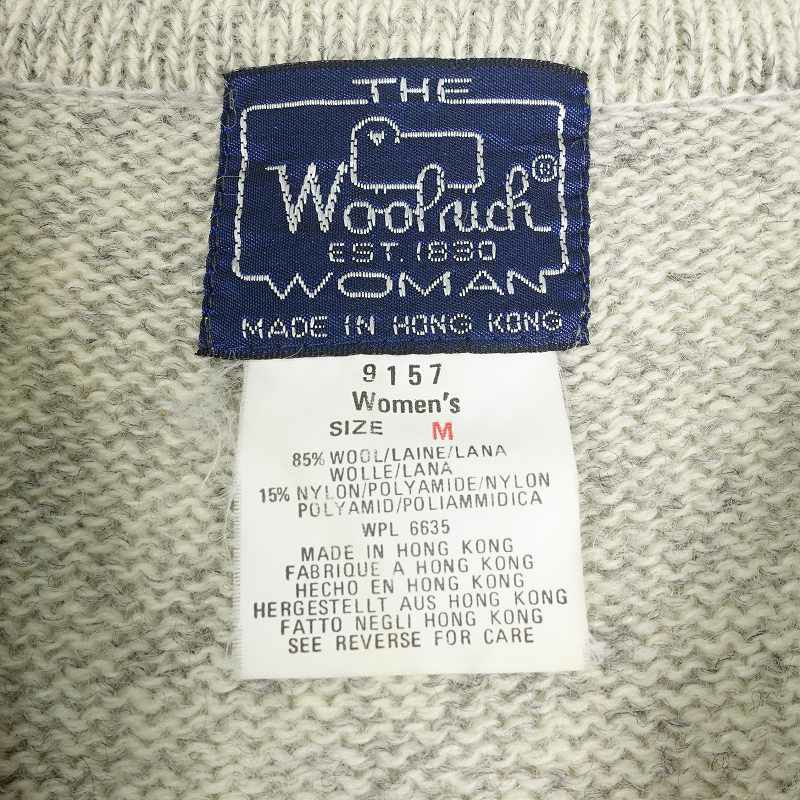 THE
Woolrich®
EST. 1830
WOMAN
MADE IN HONG KONG
9157
Women's
SIZE M
85% WOOL/LAINE/LANA
WOLLE/LANA
15% NYLON/POLYAMIDE/NYLON
POLYAMID/POLIAMMIDICA
WPL 6635
MADE IN HONG KONG
FABRIQUE A HONG KONG
HECHO EN HONG KONG
HERGESTELLT AUS HONG KONG
FATTO NEGLI HONG KONG
SEE REVERSE FOR CARE